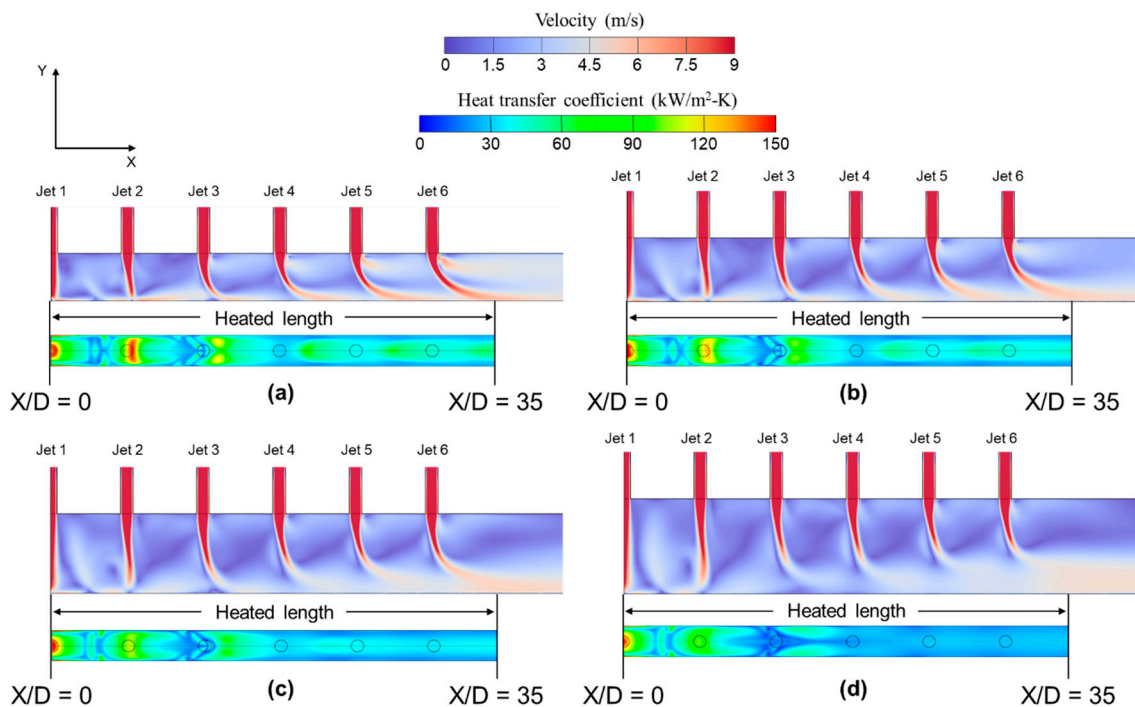 Velocity (m/s)
0 1.5 3 4.5 6 7.5 9
Heat transfer coefficient (kW/m²-K)
0 30 60 90 120 150
Y
X
Jet 1 Jet 2 Jet 3 Jet 4 Jet 5 Jet 6
Heated length
X/D = 0 (a) X/D = 35
Jet 1 Jet 2 Jet 3 Jet 4 Jet 5 Jet 6
Heated length
X/D = 0 (b) X/D = 35
Jet 1 Jet 2 Jet 3 Jet 4 Jet 5 Jet 6
Heated length
X/D = 0 (c) X/D = 35
Jet 1 Jet 2 Jet 3 Jet 4 Jet 5 Jet 6
Heated length
X/D = 0 (d) X/D = 35